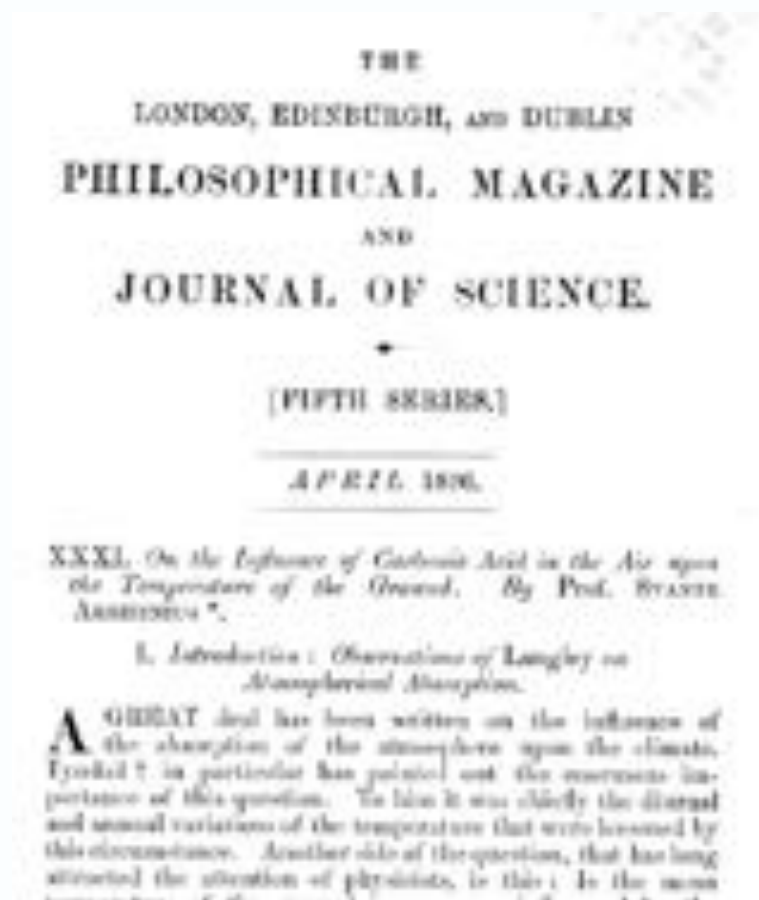 THE
LONDON, EDINBURGH, AND DUBLIN
PHILOSOPHICAL MAGAZINE
AND
JOURNAL OF SCIENCE.
[FIFTH SERIES.]
APRIL 1896.
XXXI. On the Influence of Carbonic Acid in the Air upon
the Temperature of the Ground. By Prof. SVANTE
ARRHENIUS *.
I. Introduction: Observations of Langley on
Atmospherical Absorption.
A GREAT deal has been written on the influence of
the absorption of the atmosphere upon the climate.
Tyndall † in particular has pointed out the enormous im-
portance of this question. To him it was chiefly the diurnal
and annual variations of the temperature that were lessened by
this circumstance. Another side of the question, that has long
attracted the attention of physicists, is this: Is the mean